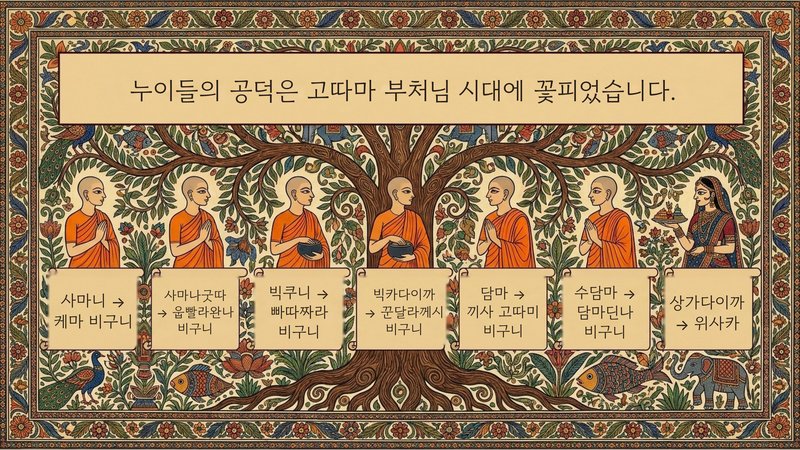 누이들의 공덕은 고따마 부처님 시대에 꽃피었습니다.
사마니 →
케마 비구니
사마나굿따
→ 웁빨라완나
비구니
빅쿠니 →
빠따짜라
비구니
빅카다이까
→ 꾼달라께시
비구니
담마 →
끼사 고따미
비구니
수담마 →
담마딘나
비구니
상가다이까
→ 위사카